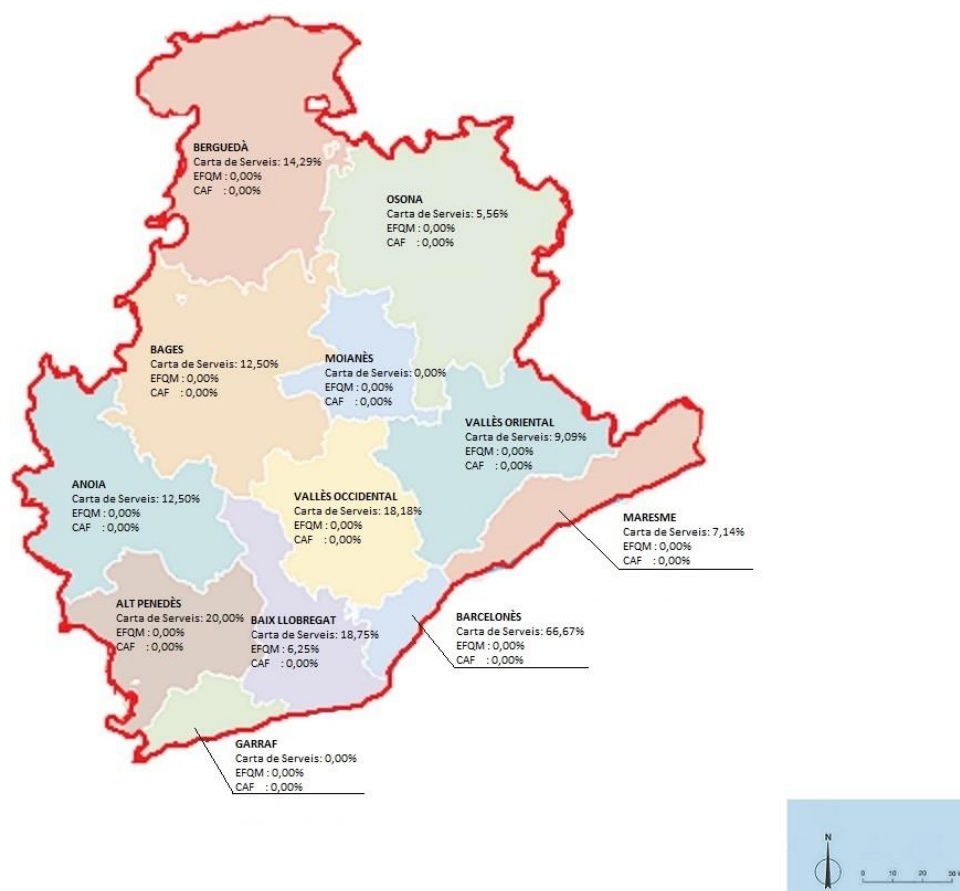 BERGUEDÀ
Carta de Serveis: 14,29%
EFQM : 0,00%
CAF : 0,00%
OSONA
Carta de Serveis: 5,56%
EFQM : 0,00%
CAF : 0,00%
BAGES
Carta de Serveis: 12,50%
EFQM : 0,00%
CAF : 0,00%
MOIANÈS
Carta de Serveis: 0,00%
EFQM : 0,00%
CAF : 0,00%
VALLÈS ORIENTAL
Carta de Serveis: 9,09%
EFQM : 0,00%
CAF : 0,00%
ANOIA
Carta de Serveis: 12,50%
EFQM : 0,00%
CAF : 0,00%
VALLÈS OCCIDENTAL
Carta de Serveis: 18,18%
EFQM : 0,00%
CAF : 0,00%
MARESME
Carta de Serveis: 7,14%
EFQM : 0,00%
CAF : 0,00%
ALT PENEDÈS
Carta de Serveis: 20,00%
EFQM : 0,00%
CAF : 0,00%
BAIX LLOBREGAT
Carta de Serveis: 18,75%
EFQM : 6,25%
CAF : 0,00%
BARCELONÈS
Carta de Serveis: 66,67%
EFQM : 0,00%
CAF : 0,00%
GARRAF
Carta de Serveis: 0,00%
EFQM : 0,00%
CAF : 0,00%
N
0 10 20 30